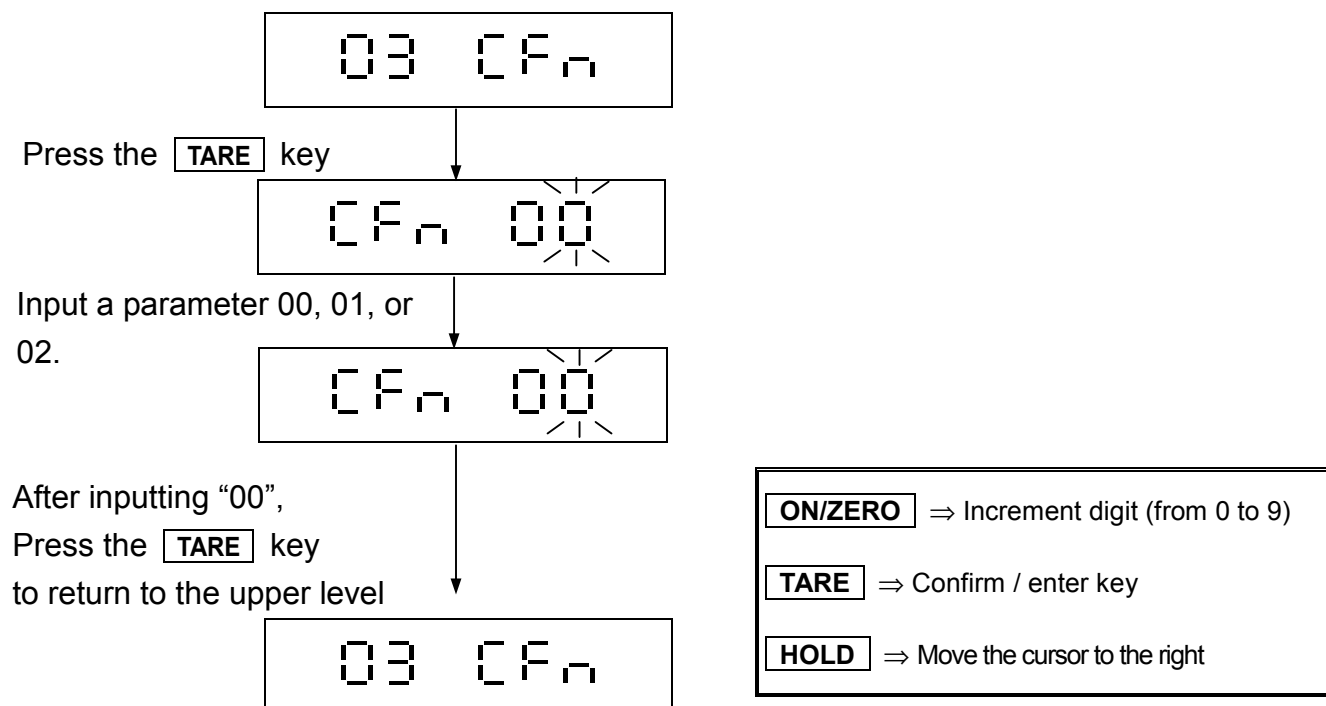 03 CFn
Press the TARE key
CFn 00
Input a parameter 00, 01, or
02.
CFn 00
After inputting “00”,
Press the TARE key
to return to the upper level
03 CFn
ON/ZERO ⇒ Increment digit (from 0 to 9)
TARE ⇒ Confirm / enter key
HOLD ⇒ Move the cursor to the right